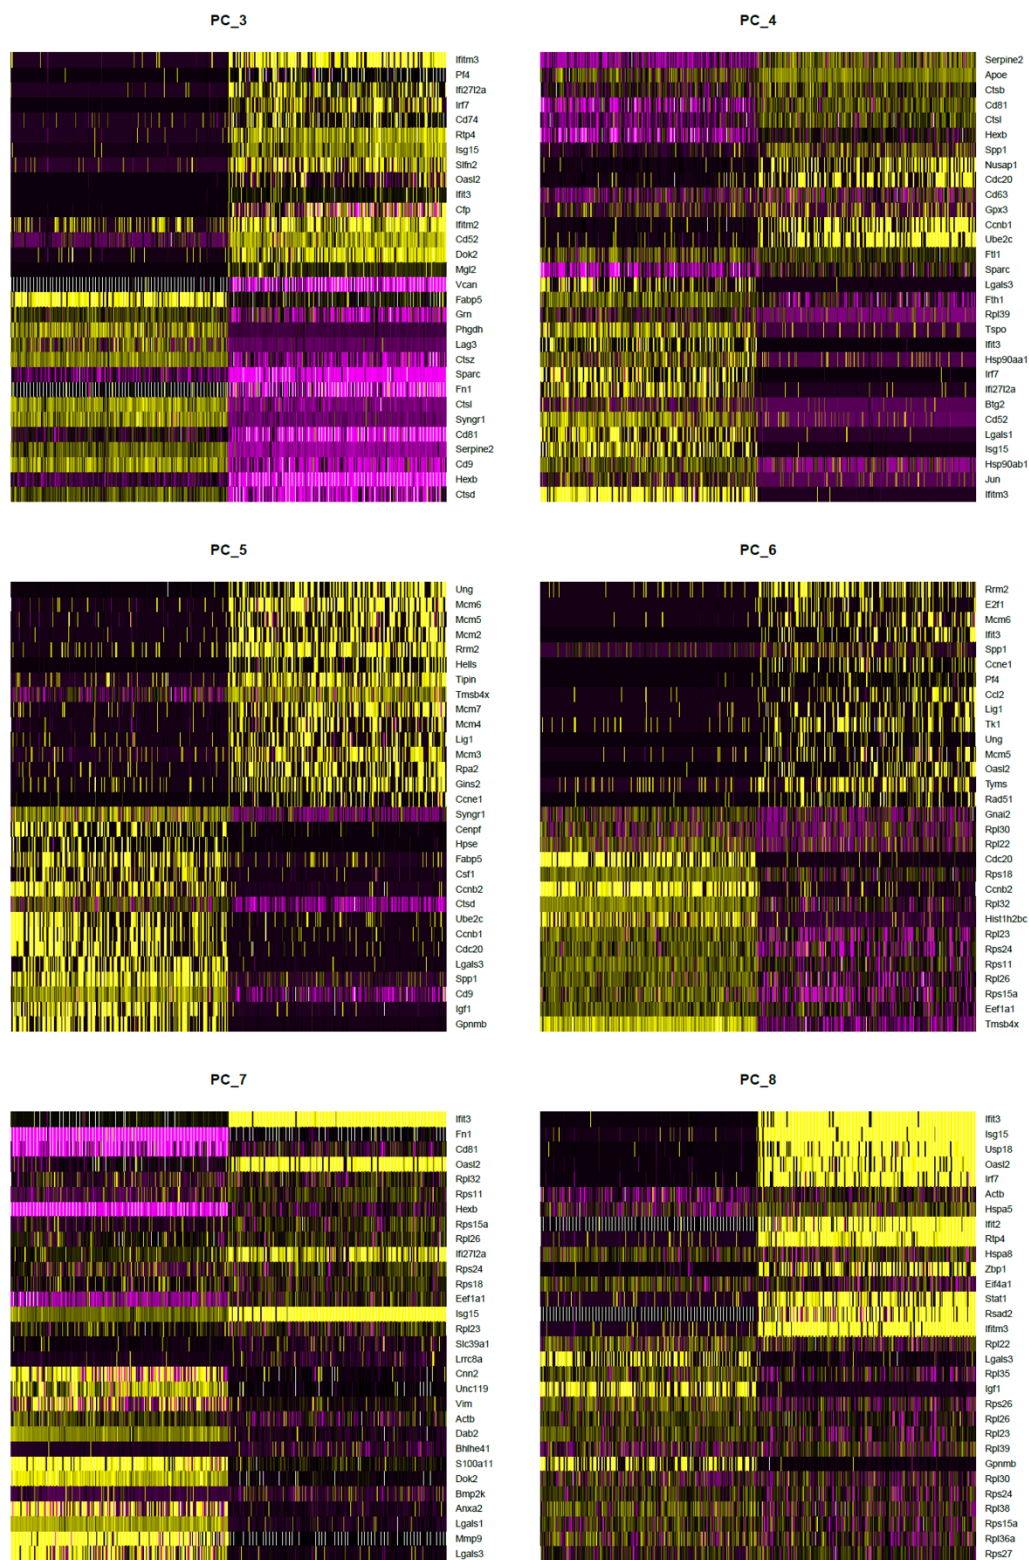 PC_3
Ifitm3
Pf4
Ifi27l2a
Irf7
Cd74
Rtp4
Isg15
Slfn2
Oasl2
Ifit3
Cfp
Ifitm2
Cd52
Dok2
Mgl2
Vcan
Fabp5
Grn
Phgdh
Lag3
Ctsz
Sparc
Fn1
Ctsl
Syngr1
Cd81
Serpine2
Cd9
Hexb
Ctsd
PC_4
Serpine2
Apoe
Ctsb
Cd81
Ctsl
Hexb
Spp1
Nusap1
Cdc20
Cd63
Gpx3
Ccnb1
Ube2c
Ftl1
Sparc
Lgals3
Fth1
Rpl39
Tspo
Ifit3
Hsp90aa1
Irf7
Ifi27l2a
Btg2
Cd52
Lgals1
Isg15
Hsp90ab1
Jun
Ifitm3
PC_5
Ung
Mcm6
Mcm5
Mcm2
Rrm2
Hells
Tipin
Tmsb4x
Mcm7
Mcm4
Lig1
Mcm3
Rpa2
Gins2
Ccne1
Syngr1
Cenpf
Hpse
Fabp5
Csf1
Ccnb2
Ctsd
Ube2c
Ccnb1
Cdc20
Lgals3
Spp1
Cd9
Igf1
Gpnmb
PC_6
Rrm2
E2f1
Mcm6
Ifit3
Spp1
Ccne1
Pf4
Ccl2
Lig1
Tk1
Ung
Mcm5
Oasl2
Tyms
Rad51
Gnai2
Rpl30
Rpl22
Cdc20
Rps18
Ccnb2
Rpl32
Hist1h2bc
Rpl23
Rps24
Rps11
Rpl26
Rps15a
Eef1a1
Tmsb4x
PC_7
Ifit3
Fn1
Cd81
Oasl2
Rpl32
Rps11
Hexb
Rps15a
Rpl26
Ifi27l2a
Rps24
Rps18
Eef1a1
Isg15
Rpl23
Slc39a1
Lrrc8a
Cnn2
Unc119
Vim
Actb
Dab2
Bhlhe41
S100a11
Dok2
Bmp2k
Anxa2
Lgals1
Mmp9
Lgals3
PC_8
Ifit3
Isg15
Usp18
Oasl2
Irf7
Actb
Hspa5
Ifit2
Rtp4
Hspa8
Zbp1
Eif4a1
Stat1
Rsad2
Ifitm3
Rpl22
Lgals3
Rpl35
Igf1
Rps26
Rpl26
Rpl23
Rpl39
Gpnmb
Rpl30
Rps24
Rpl38
Rps15a
Rpl36a
Rps27